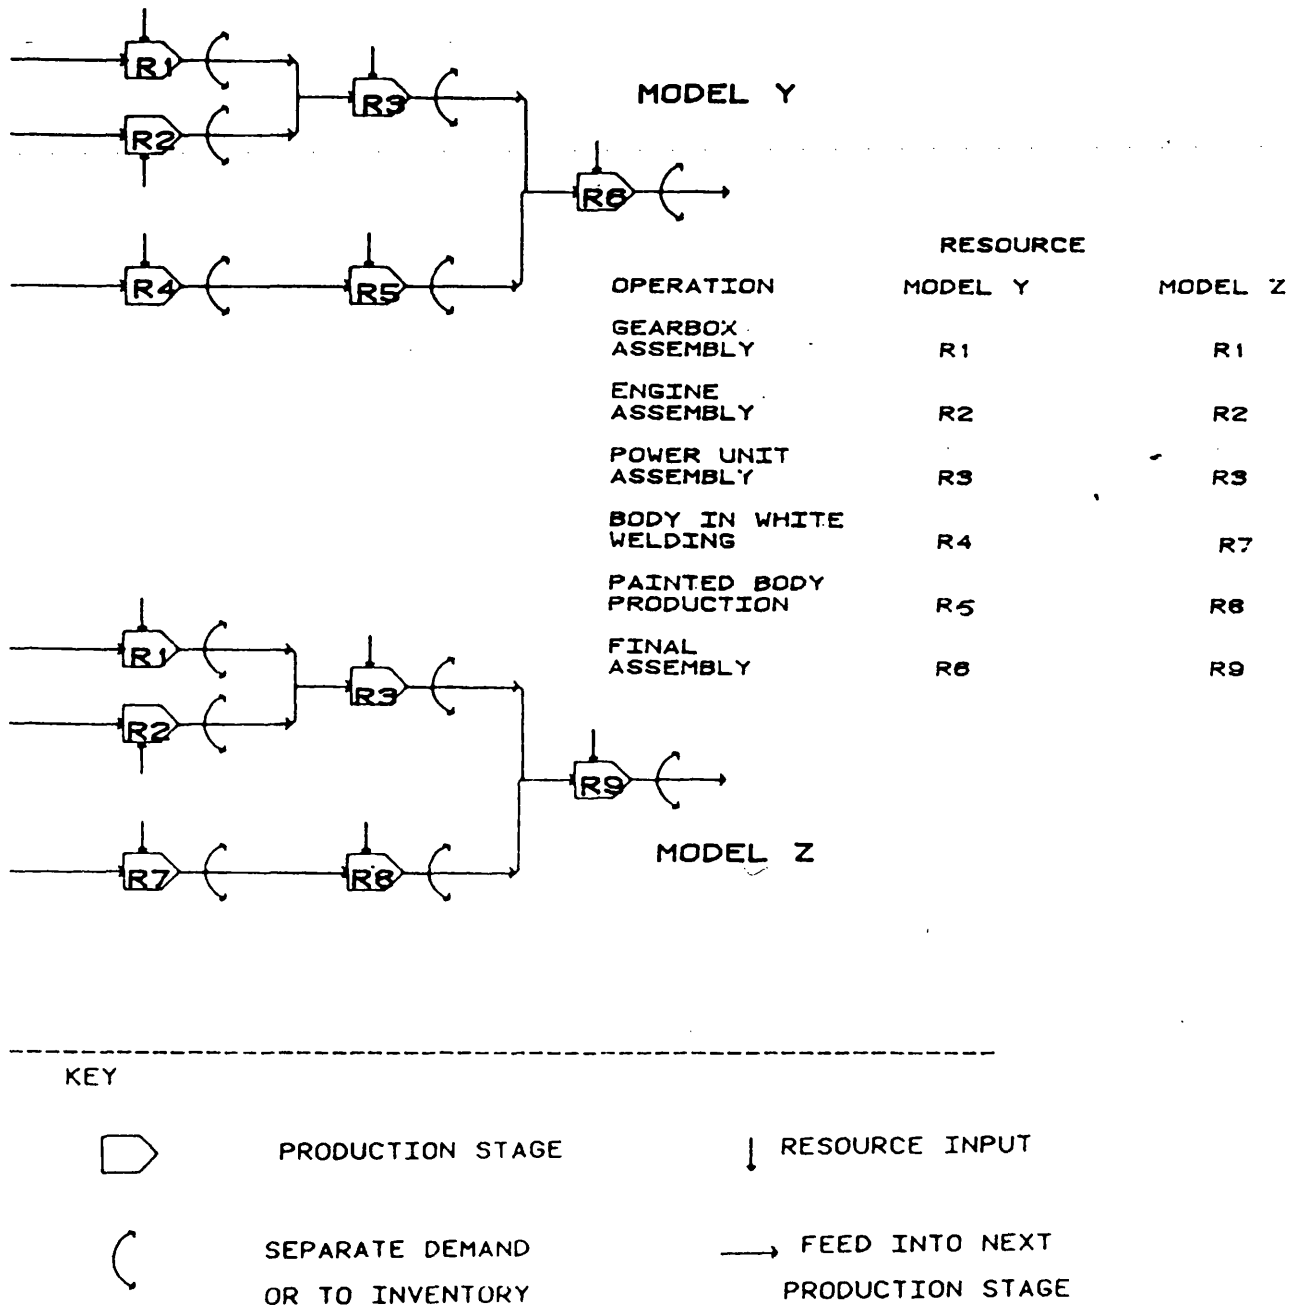 R1
R3
MODEL Y
R2
R6
R4
R5
RESOURCE
OPERATION MODEL Y MODEL Z
GEARBOX
ASSEMBLY R1 R1
ENGINE
ASSEMBLY R2 R2
POWER UNIT
ASSEMBLY R3 R3
BODY IN WHITE
WELDING R4 R7
PAINTED BODY
PRODUCTION R5 R8
FINAL
ASSEMBLY R6 R9
R1
R3
R2
R9
MODEL Z
R7
R8
KEY
PRODUCTION STAGE
RESOURCE INPUT
SEPARATE DEMAND
OR TO INVENTORY
FEED INTO NEXT
PRODUCTION STAGE